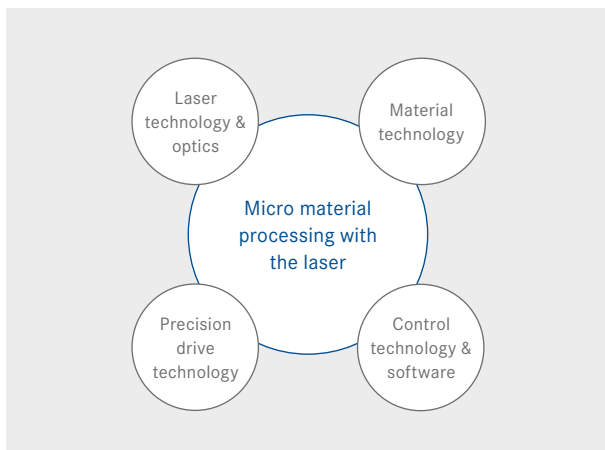 Laser
technology &
optics
Material
technology
Micro material
processing with
the laser
Precision
drive
technology
Control
technology &
software